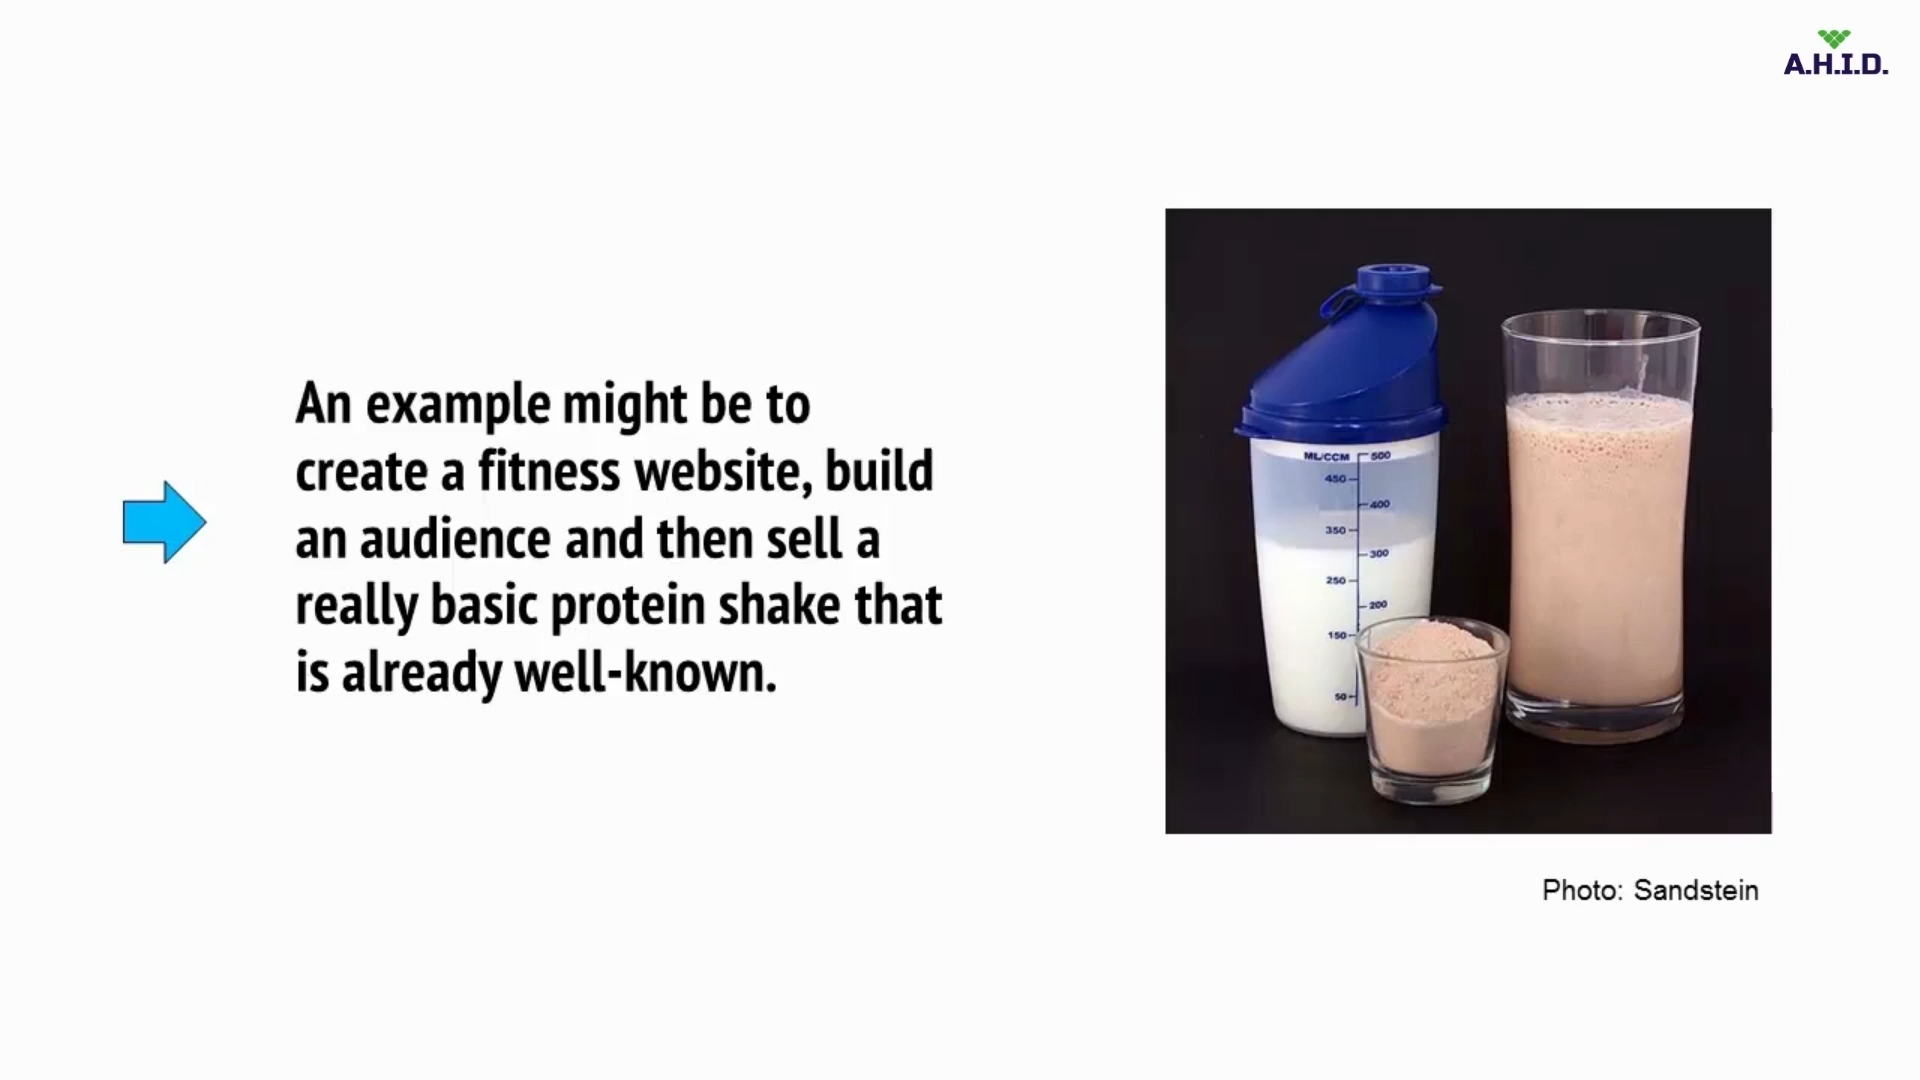 A.H.I.D.
An example might be to
create a fitness website, build
an audience and then sell a
really basic protein shake that
is already well-known.
ML/CCM 500
450
400
350
300
250
200
150
50
Photo: Sandstein